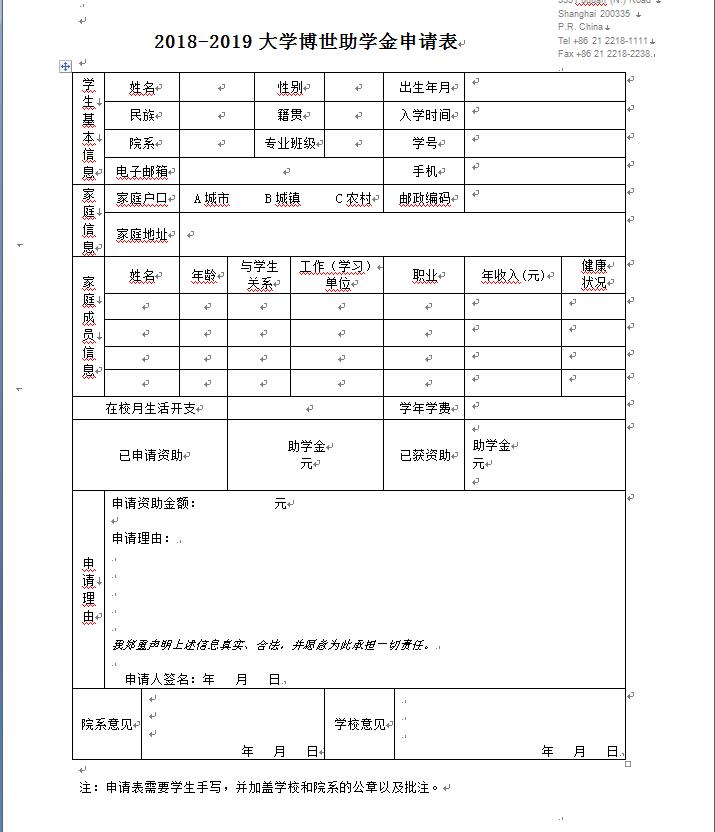 Shanghai 200335
P.R. China
Tel +86 21 2218-1111
Fax +86 21 2218-2238.
2018-2019 大学博世助学金申请表
学生基本信息
姓名 性别 出生年月
民族 籍贯 入学时间
院系 专业班级 学号
电子邮箱 手机
家庭信息
家庭户口 A 城市 B 城镇 C 农村 邮政编码
家庭地址
家庭成员信息
姓名 年龄 与学生关系 工作（学习）单位 职业 年收入(元) 健康状况
在校月生活开支 学年学费
已申请资助 助学金 元 已获资助 助学金 元
申请理由
申请资助金额： 元
申请理由：
我郑重声明上述信息真实、合法，并愿意为此承担一切责任。
申请人签名：年 月 日
院系意见 年 月 日 学校意见 年 月 日
注：申请表需要学生手写，并加盖学校和院系的公章以及批注。